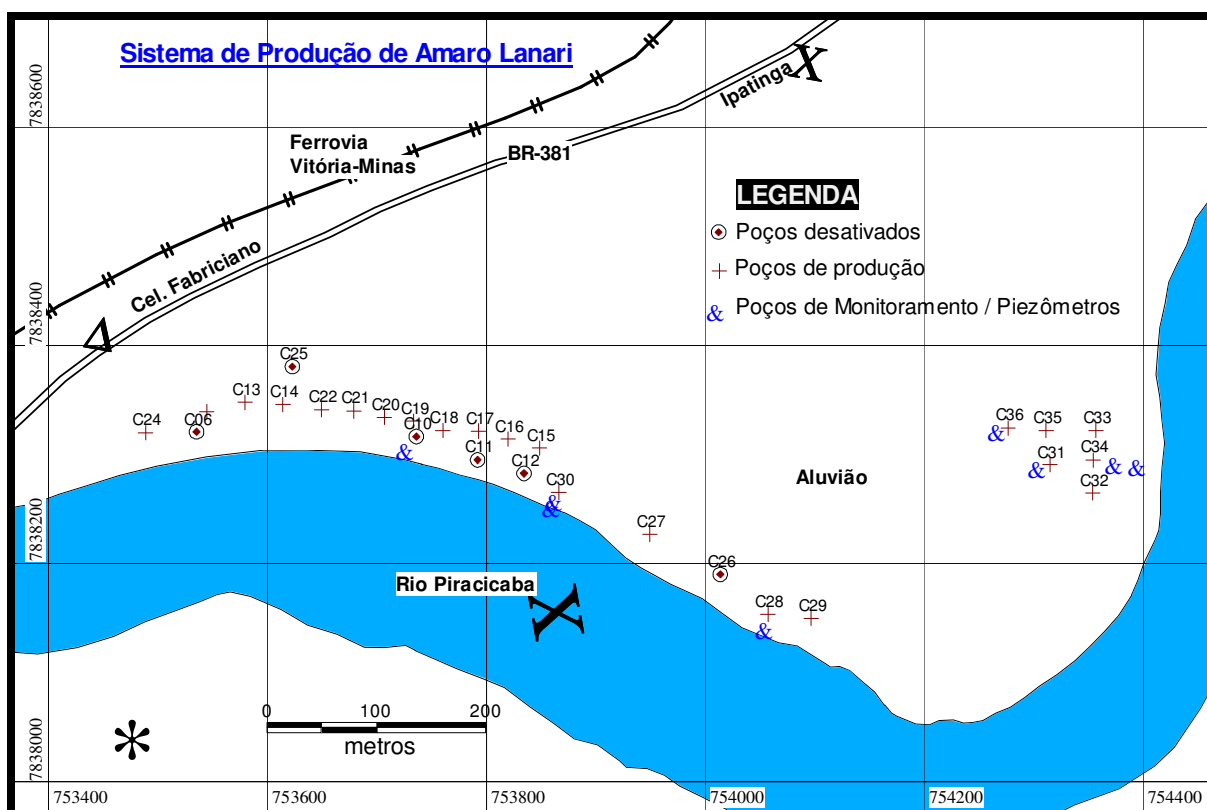 Sistema de Produção de Amaro Lanari
Ipatinga
7838600
Ferrovia
Vitória-Minas
BR-381
LEGENDA
Poços desativados
Poços de produção
& Poços de Monitoramento / Piezômetros
Cel. Fabriciano
7838400
C25
C13
C14
C22
C21
C20
C19
C24
C06
C10
C18
C17
C16
C15
C11
C12
C30
C36
C35
C33
C31
C34
C32
Aluvião
C27
7838200
C26
Rio Piracicaba
C28
C29
0 100 200
metros
7838000
753400
753600
753800
754000
754200
754400